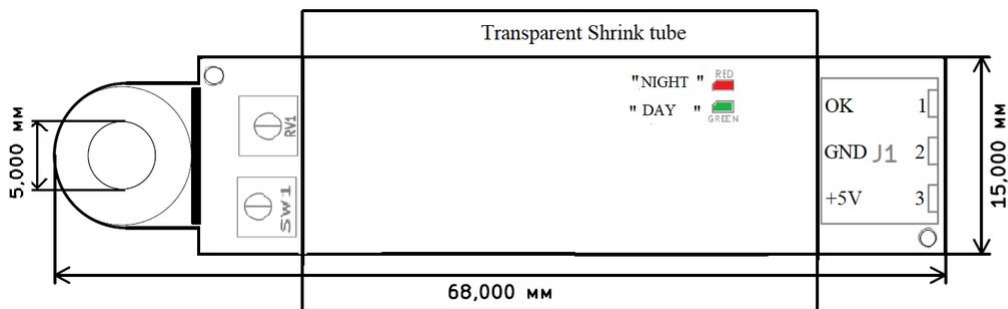 Transparent Shrink tube
"NIGHT " RED
" DAY " GREEN
RV1
SW1
OK 1
GND J1 2
+5V 3
5,000 мм
15,000 мм
68,000 мм